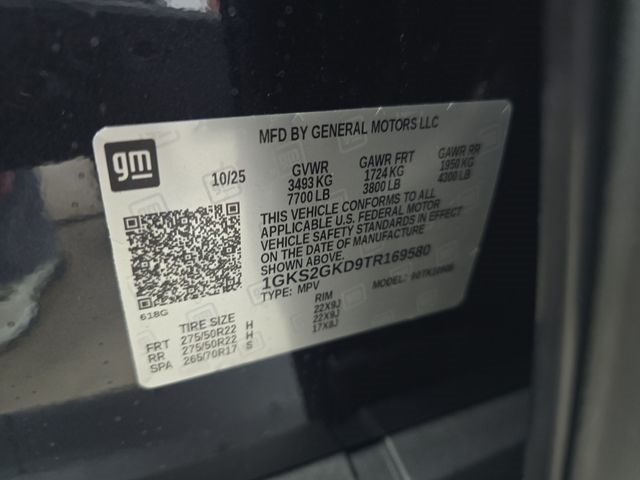 MFD BY GENERAL MOTORS LLC
gm
10/25
GVWR GAWR FRT GAWR RR
3493 KG 1724 KG 1950 KG
7700 LB 3800 LB 4300 LB
THIS VEHICLE CONFORMS TO ALL
APPLICABLE U.S. FEDERAL MOTOR
VEHICLE SAFETY STANDARDS IN EFFECT
ON THE DATE OF MANUFACTURE
SHOWN ABOVE.
1GKS2GKD9TR169580
TYPE: MPV MODEL:
618G
TIRE SIZE RIM
FRT 275/50R22 H 22X9J
RR 275/50R22 H 22X9J
SPA 265/70R17 S 17X8J